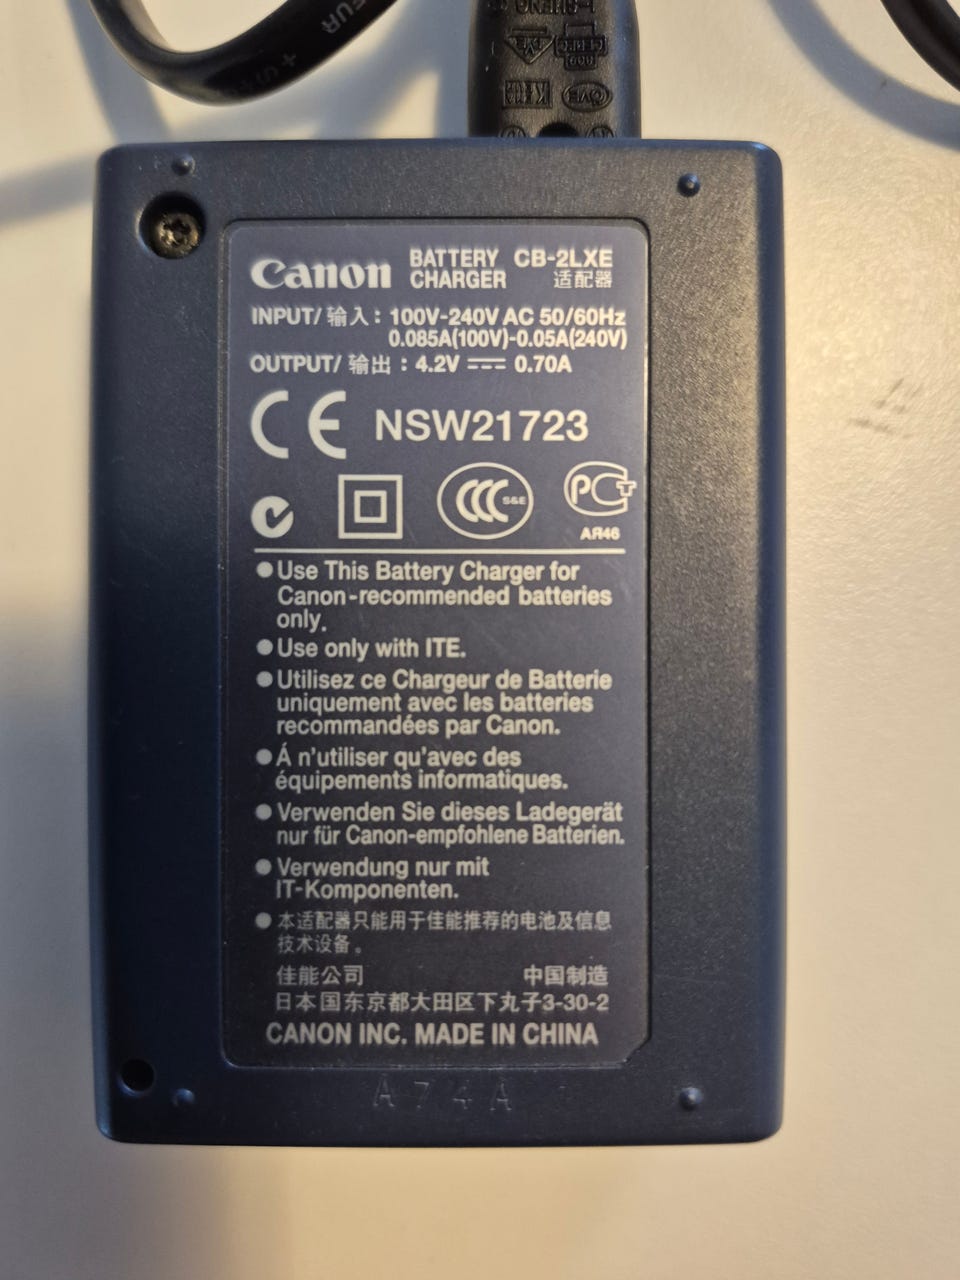 EUR
Canon BATTERY CHARGER CB-2LXE 适配器
INPUT/ 输入 : 100V-240V AC 50/60Hz
0.085A(100V)-0.05A(240V)
OUTPUT/ 输出 : 4.2V 0.70A
CE NSW21723
CCC S&E PCT
АЯ46
●Use This Battery Charger for
Canon-recommended batteries
only.
●Use only with ITE.
●Utilisez ce Chargeur de Batterie
uniquement avec les batteries
recommandées par Canon.
●Á n'utiliser qu'avec des
équipements informatiques.
●Verwenden Sie dieses Ladegerät
nur für Canon-empfohlene Batterien.
●Verwendung nur mit
IT-Komponenten.
●本适配器只能用于佳能推荐的电池及信息
技术设备。
佳能公司 中国制造
日本国东京都大田区下丸子3-30-2
CANON INC. MADE IN CHINA
A74A